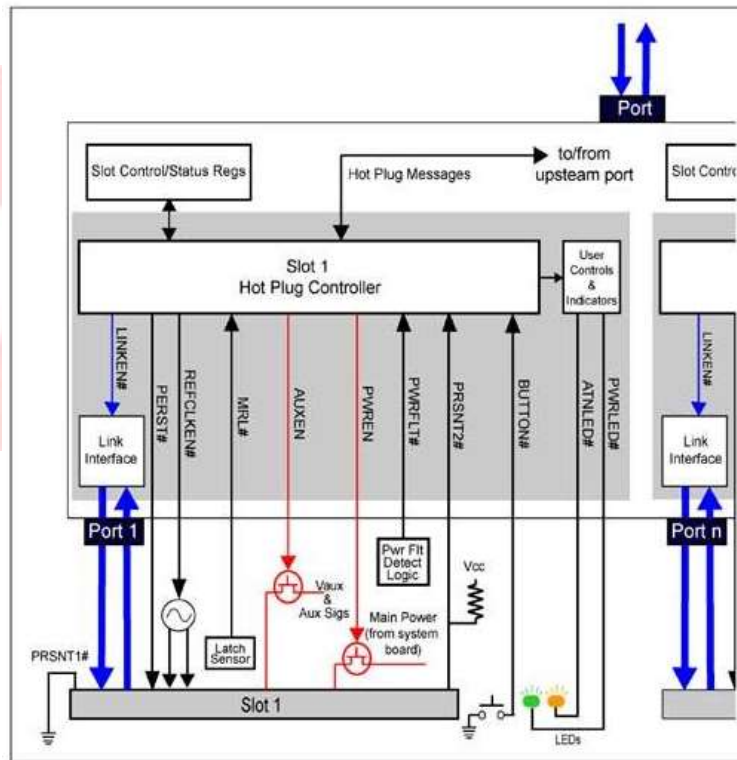 Port
Slot Control/Status Regs
Hot Plug Messages
to/from
upsteam port
Slot Contro
Slot 1
Hot Plug Controller
User
Controls
&
Indicators
LINKEN#
PERST#
REFCLKEN#
MRL#
AUXEN
PWREN
PWRFLT#
PRSNT2#
BUTTON#
ATNLED#
PWRLED#
LINKEN#
Link
Interface
Link
Interface
Port 1
Port n
Pwr Flt
Detect
Logic
Vcc
Vaux
&
Aux Sigs
Main Power
(from system
board)
Latch
Sensor
PRSNT1#
Slot 1
LEDs